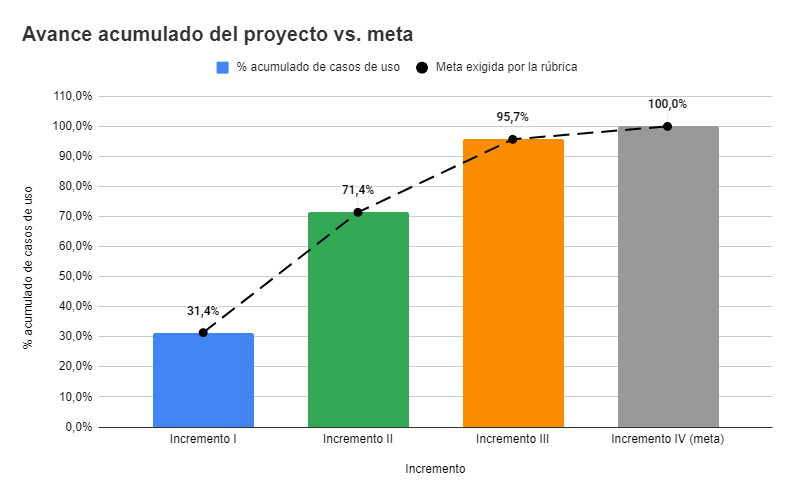 Avance acumulado del proyecto vs. meta
% acumulado de casos de uso
Meta exigida por la rúbrica
110,0%
100,0%
90,0%
80,0%
70,0%
60,0%
50,0%
40,0%
30,0%
20,0%
10,0%
0,0%
% acumulado de casos de uso
31,4%
71,4%
95,7%
100,0%
Incremento I
Incremento II
Incremento III
Incremento IV (meta)
Incremento